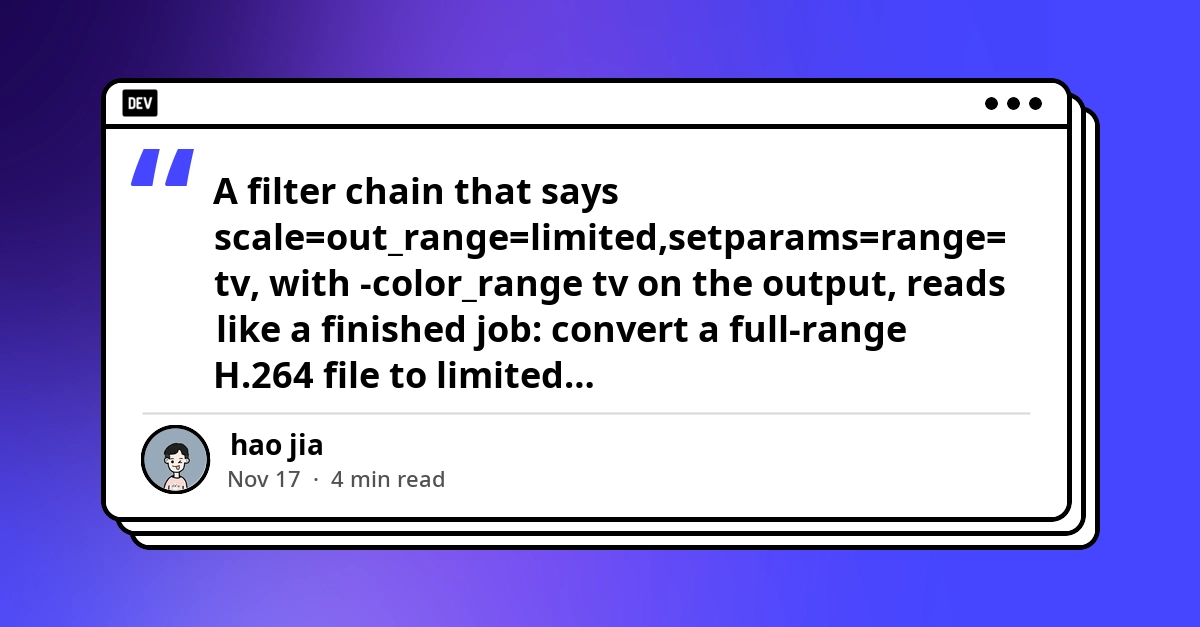 DEV
“
A filter chain that says
scale=out_range=limited,setparams=range=
tv, with -color_range tv on the output, reads
like a finished job: convert a full-range
H.264 file to limited...
hao jia
Nov 17 · 4 min read